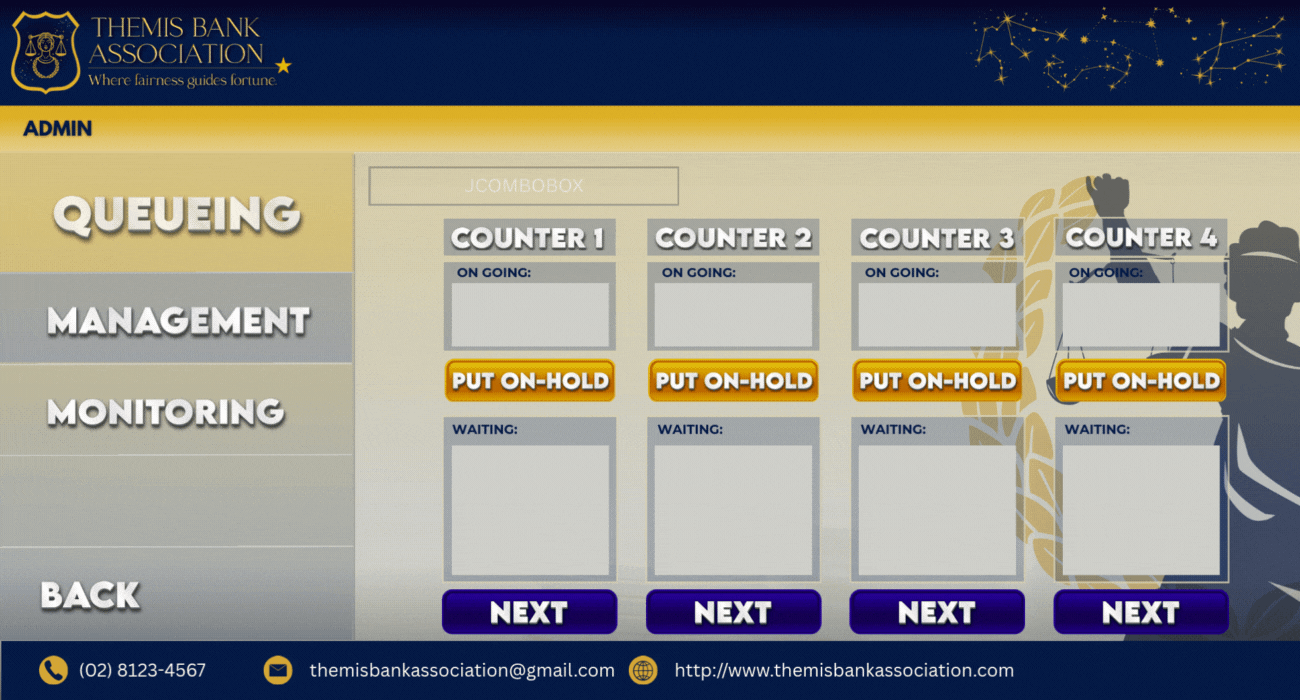 THEMIS BANK
ASSOCIATION
Where fairness guides fortune.
ADMIN
QUEUEING
MANAGEMENT
MONITORING
BACK
JCOMBOBOX
COUNTER 1
COUNTER 2
COUNTER 3
COUNTER 4
ON GOING:
ON GOING:
ON GOING:
ON GOING:
PUT ON-HOLD
PUT ON-HOLD
PUT ON-HOLD
PUT ON-HOLD
WAITING:
WAITING:
WAITING:
WAITING:
NEXT
NEXT
NEXT
NEXT
(02) 8123-4567
themisbankassociation@gmail.com
http://www.themisbankassociation.com